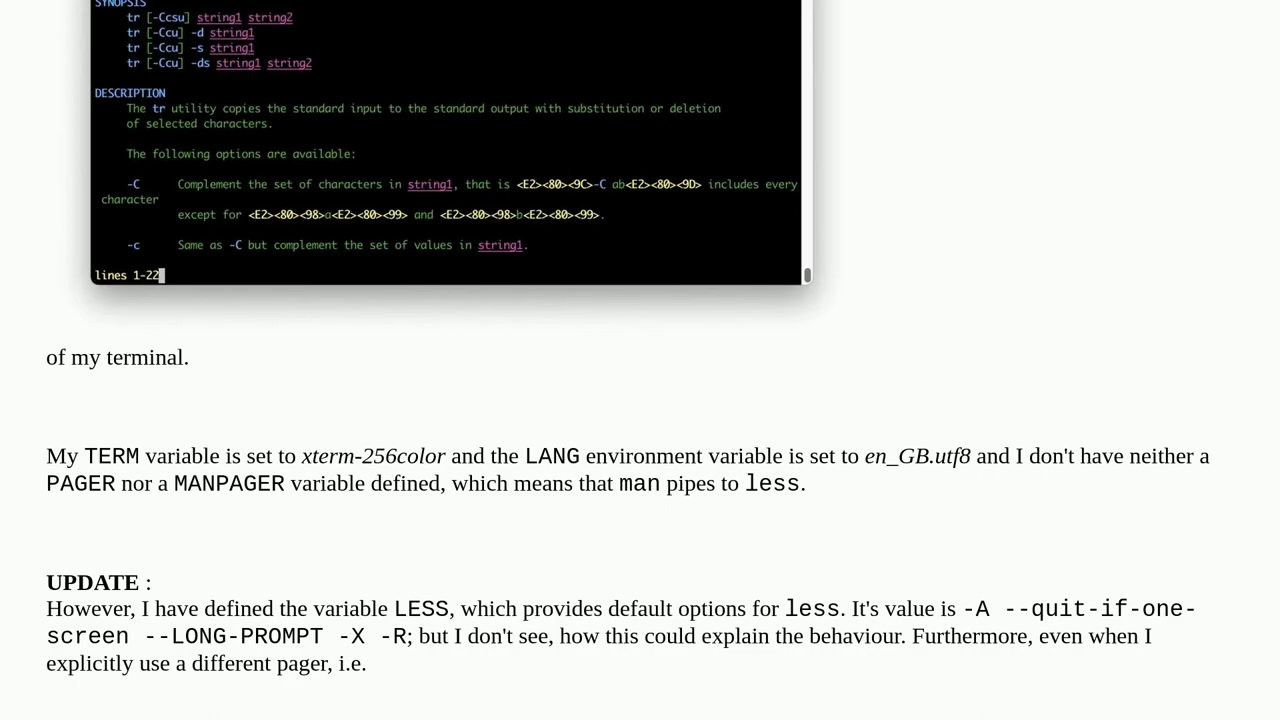 SYNOPSIS
tr [-Ccsu] string1 string2
tr [-Ccu] -d string1
tr [-Ccu] -s string1
tr [-Ccu] -ds string1 string2
DESCRIPTION
The tr utility copies the standard input to the standard output with substitution or deletion
of selected characters.
The following options are available:
-C Complement the set of characters in string1, that is <E2><80><9C>-C ab<E2><80><9D> includes every
character
except for <E2><80><98>a<E2><80><99> and <E2><80><98>b<E2><80><99>.
-c Same as -C but complement the set of values in string1.
lines 1-22
of my terminal.
My TERM variable is set to xterm-256color and the LANG environment variable is set to en_GB.utf8 and I don't have neither a
PAGER nor a MANPAGER variable defined, which means that man pipes to less.
UPDATE :
However, I have defined the variable LESS, which provides default options for less. It's value is -A --quit-if-one-
screen --LONG-PROMPT -X -R; but I don't see, how this could explain the behaviour. Furthermore, even when I
explicitly use a different pager, i.e.